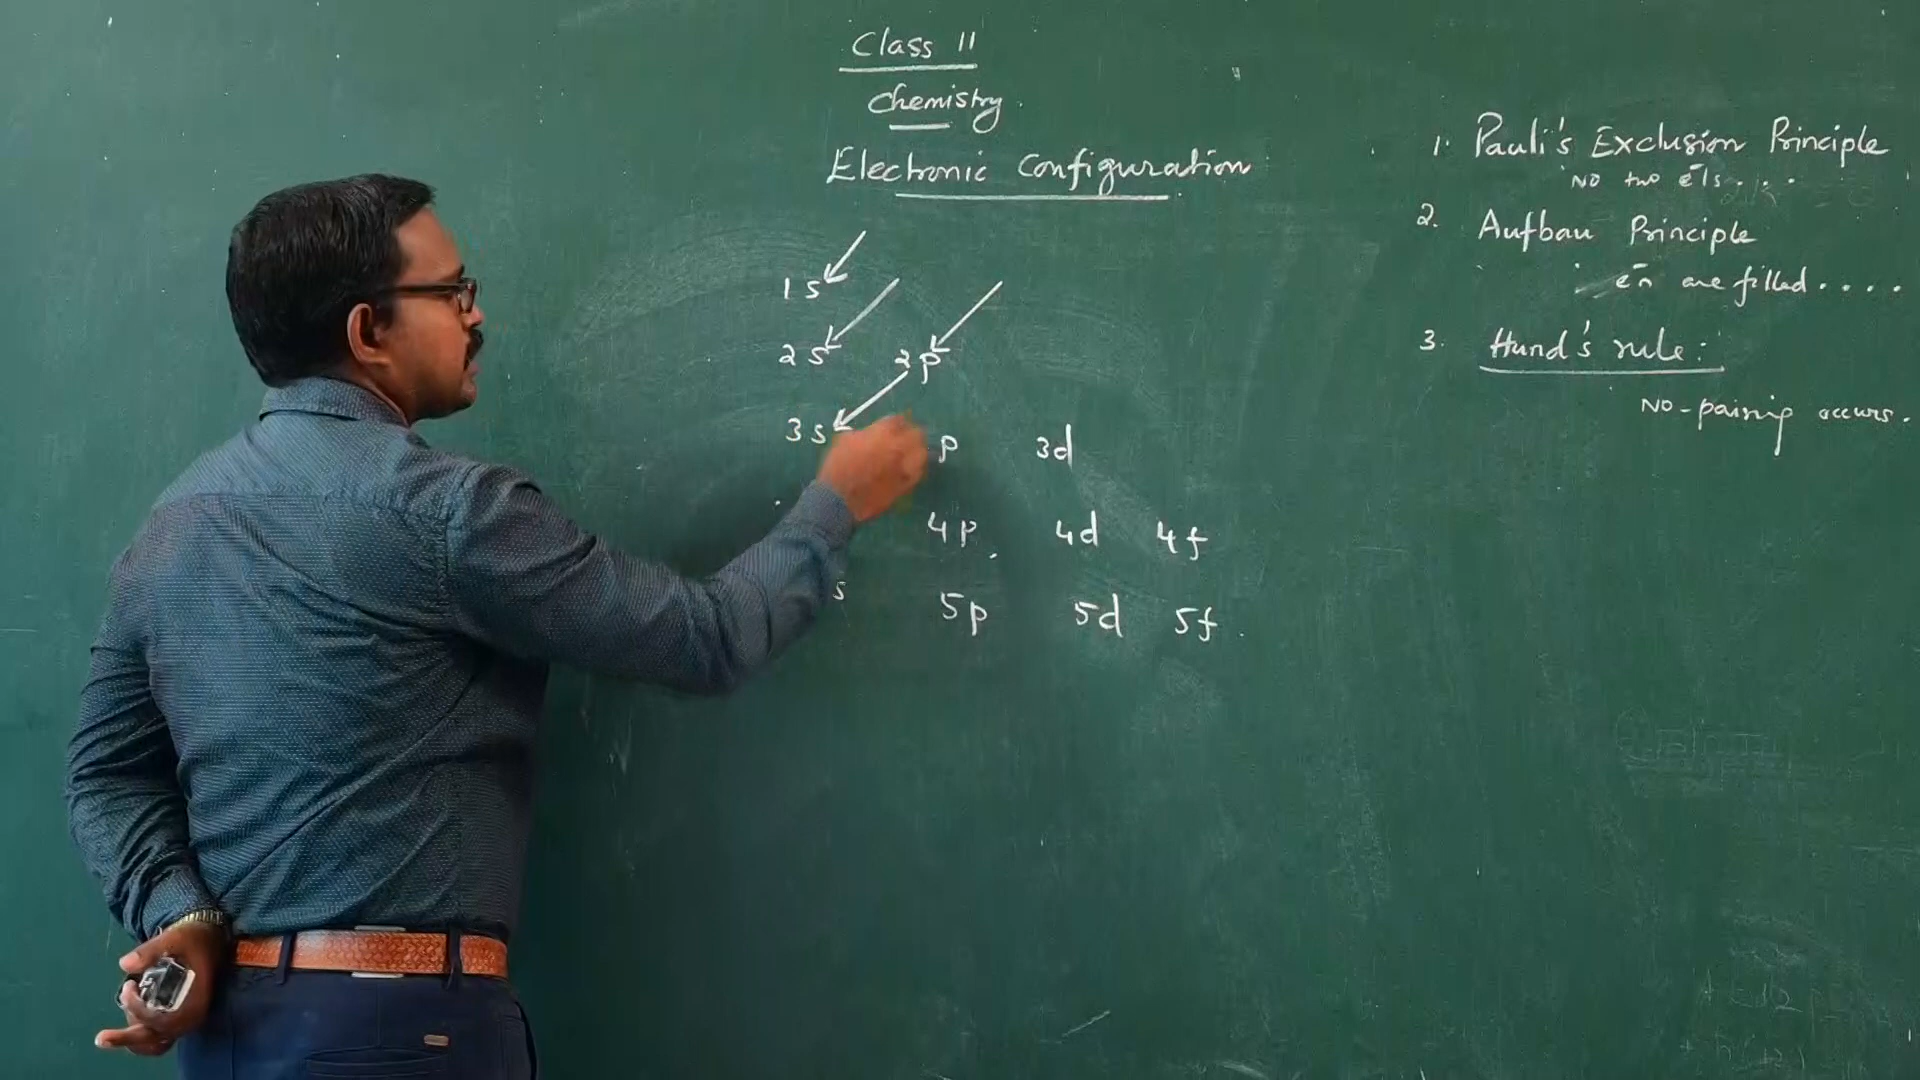 Class 11
Chemistry.
Electronic Configuration
1s
2s 2p
3s p 3d
4p. 4d 4f
s 5p 5d 5f.
1. Pauli's Exclusion Principle
No two e̅ls...
2. Aufbau Principle
e̅n are filled....
3. Hund's rule:
NO-pairing occurs.